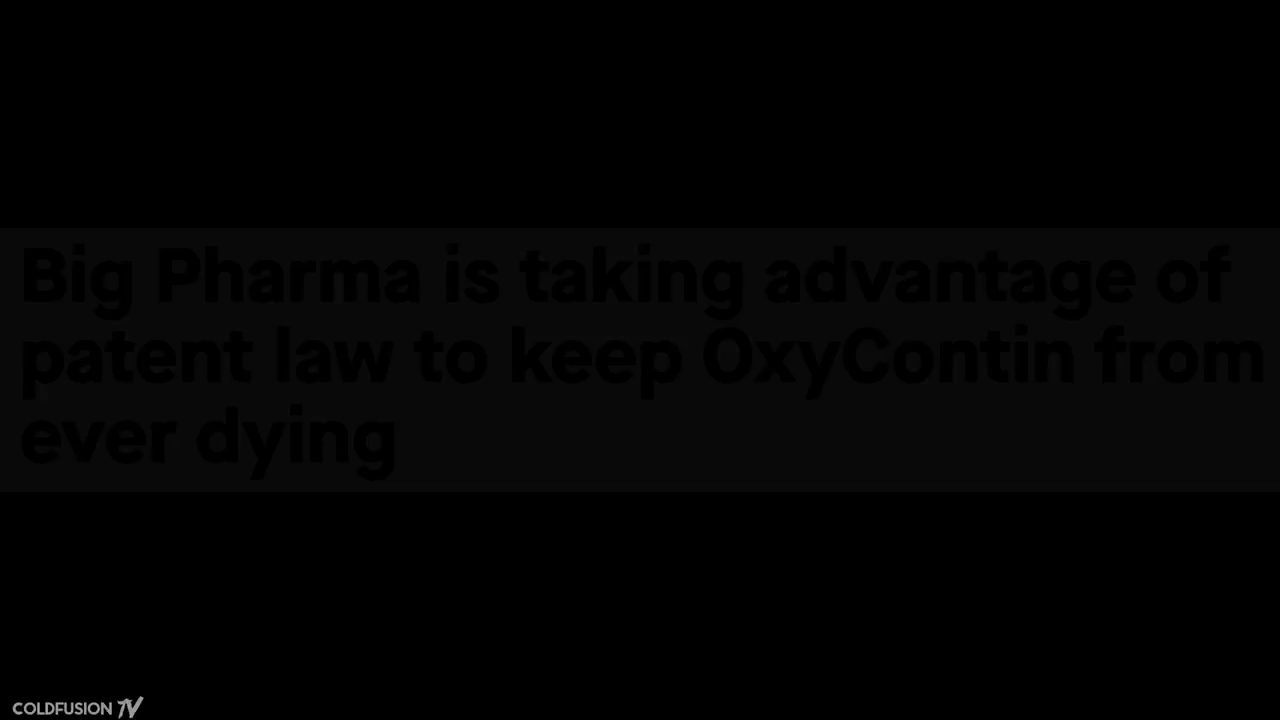 Big Pharma is taking advantage of
patent law to keep OxyContin from
ever dying
COLDFUSION TV